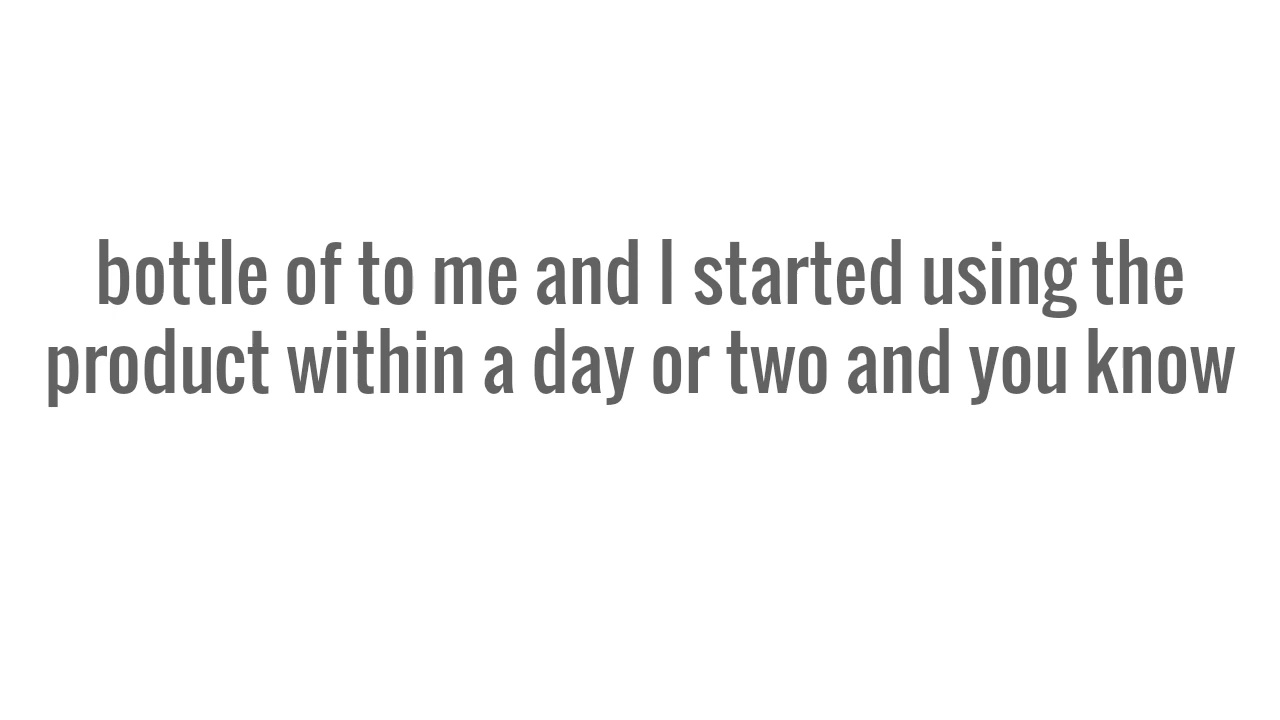 bottle of to me and I started using the
product within a day or two and you know